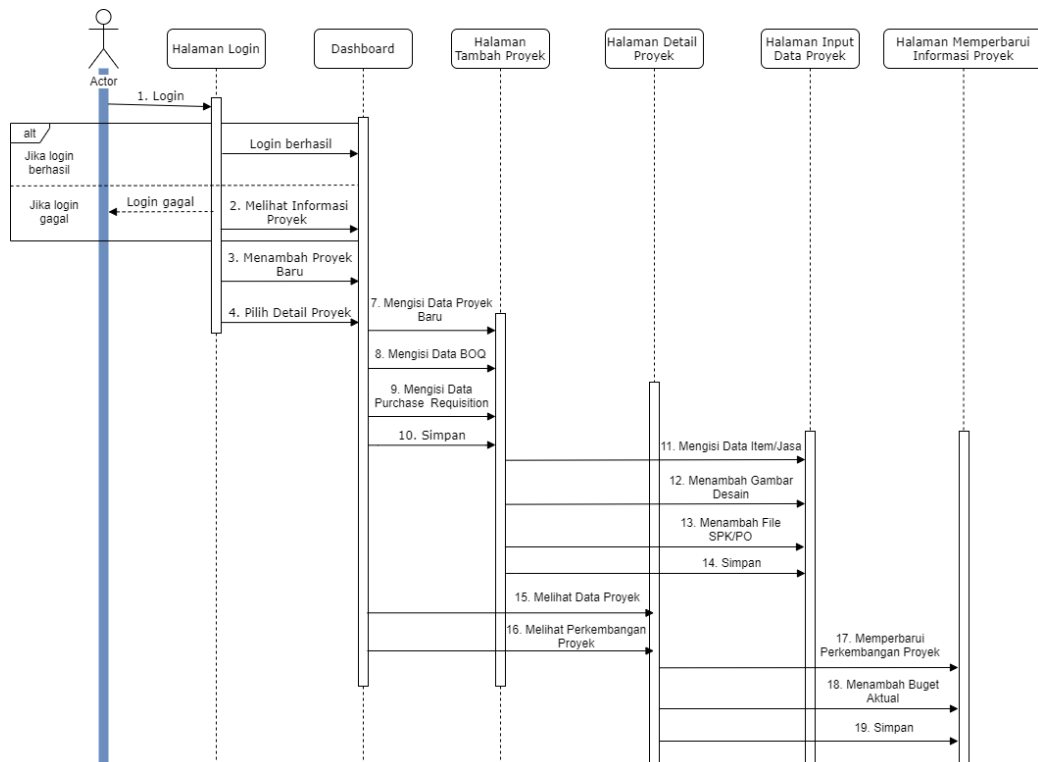 Halaman Login
Dashboard
Halaman
Tambah Proyek
Halaman Detail
Proyek
Halaman Input
Data Proyek
Halaman Memperbarui
Informasi Proyek
Actor
1. Login
alt
Jika login
berhasil
Login berhasil
Jika login
gagal
Login gagal
2. Melihat Informasi
Proyek
3. Menambah Proyek
Baru
4. Pilih Detail Proyek
7. Mengisi Data Proyek
Baru
8. Mengisi Data BOQ
9. Mengisi Data
Purchase Requisition
10. Simpan
11. Mengisi Data Item/Jasa
12. Menambah Gambar
Desain
13. Menambah File
SPK/PO
14. Simpan
15. Melihat Data Proyek
16. Melihat Perkembangan
Proyek
17. Memperbarui
Perkembangan Proyek
18. Menambah Buget
Aktual
19. Simpan